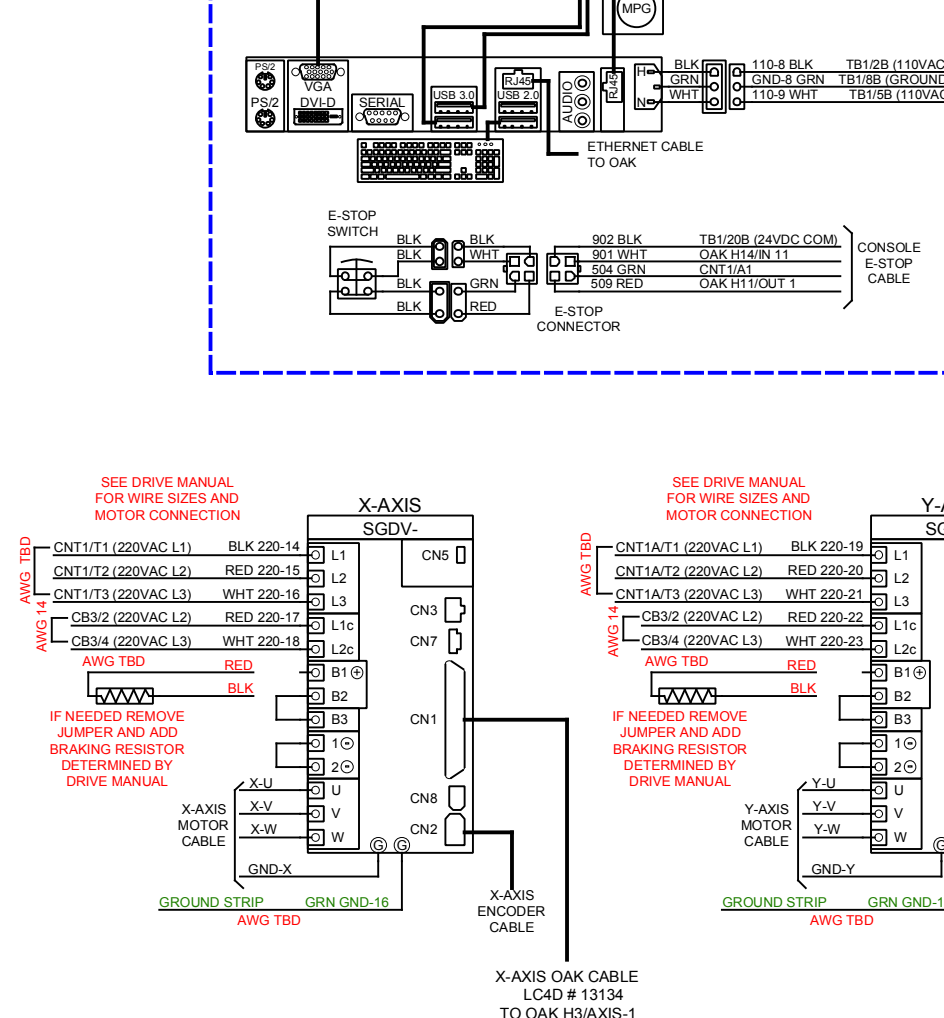 MPG
PS/2
VGA
DVI-D
PS/2
SERIAL
USB 3.0
RJ45
USB 2.0
AUDIO
RJ45
H
N
BLK
GRN
WHT
110-8 BLK TB1/2B (110VAC
GND-8 GRN TB1/8B (GROUND
110-9 WHT TB1/5B (110VAC
ETHERNET CABLE
TO OAK
E-STOP
SWITCH
BLK
BLK
BLK
BLK
BLK
WHT
GRN
RED
902 BLK TB1/20B (24VDC COM)
901 WHT OAK H14/IN 11
504 GRN CNT1/A1
509 RED OAK H11/OUT 1
CONSOLE
E-STOP
CABLE
E-STOP
CONNECTOR
SEE DRIVE MANUAL
FOR WIRE SIZES AND
MOTOR CONNECTION
X-AXIS
SGDV-
AWG TBD
CNT1/T1 (220VAC L1) BLK 220-14 L1
CNT1/T2 (220VAC L2) RED 220-15 L2
CNT1/T3 (220VAC L3) WHT 220-16 L3
AWG 14
CB3/2 (220VAC L2) RED 220-17 L1c
CB3/4 (220VAC L3) WHT 220-18 L2c
AWG TBD
RED
BLK
B1
B2
B3
1
2
U
V
W
IF NEEDED REMOVE
JUMPER AND ADD
BRAKING RESISTOR
DETERMINED BY
DRIVE MANUAL
X-AXIS
MOTOR
CABLE
X-U
X-V
X-W
GND-X
G G
GROUND STRIP GRN GND-16
AWG TBD
CN5
CN3
CN7
CN1
CN8
CN2
X-AXIS
ENCODER
CABLE
X-AXIS OAK CABLE
LC4D # 13134
TO OAK H3/AXIS-1
SEE DRIVE MANUAL
FOR WIRE SIZES AND
MOTOR CONNECTION
Y-A
SG
AWG TBD
CNT1A/T1 (220VAC L1) BLK 220-19 L1
CNT1A/T2 (220VAC L2) RED 220-20 L2
CNT1A/T3 (220VAC L3) WHT 220-21 L3
AWG 14
CB3/2 (220VAC L2) RED 220-22 L1c
CB3/4 (220VAC L3) WHT 220-23 L2c
AWG TBD
RED
BLK
B1
B2
B3
1
2
U
V
W
IF NEEDED REMOVE
JUMPER AND ADD
BRAKING RESISTOR
DETERMINED BY
DRIVE MANUAL
Y-AXIS
MOTOR
CABLE
Y-U
Y-V
Y-W
GND-Y
G
GROUND STRIP GRN GND-1
AWG TBD